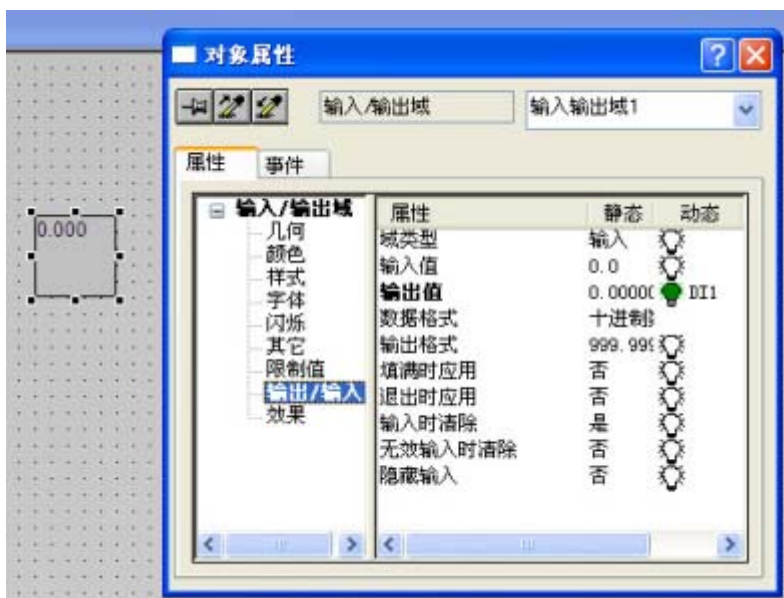 对象属性
输入/输出域 输入输出域1
属性 事件
0.000
输入/输出域
几何
颜色
样式
字体
闪烁
其它
限制值
输出/输入
效果
属性 静态 动态
域类型 输入
输入值 0.0
输出值 0.0000 DI1
数据格式 十进制
输出格式 999.99
填满时应用 否
退出时应用 否
输入时清除 是
无效输入时清除 否
隐藏输入 否